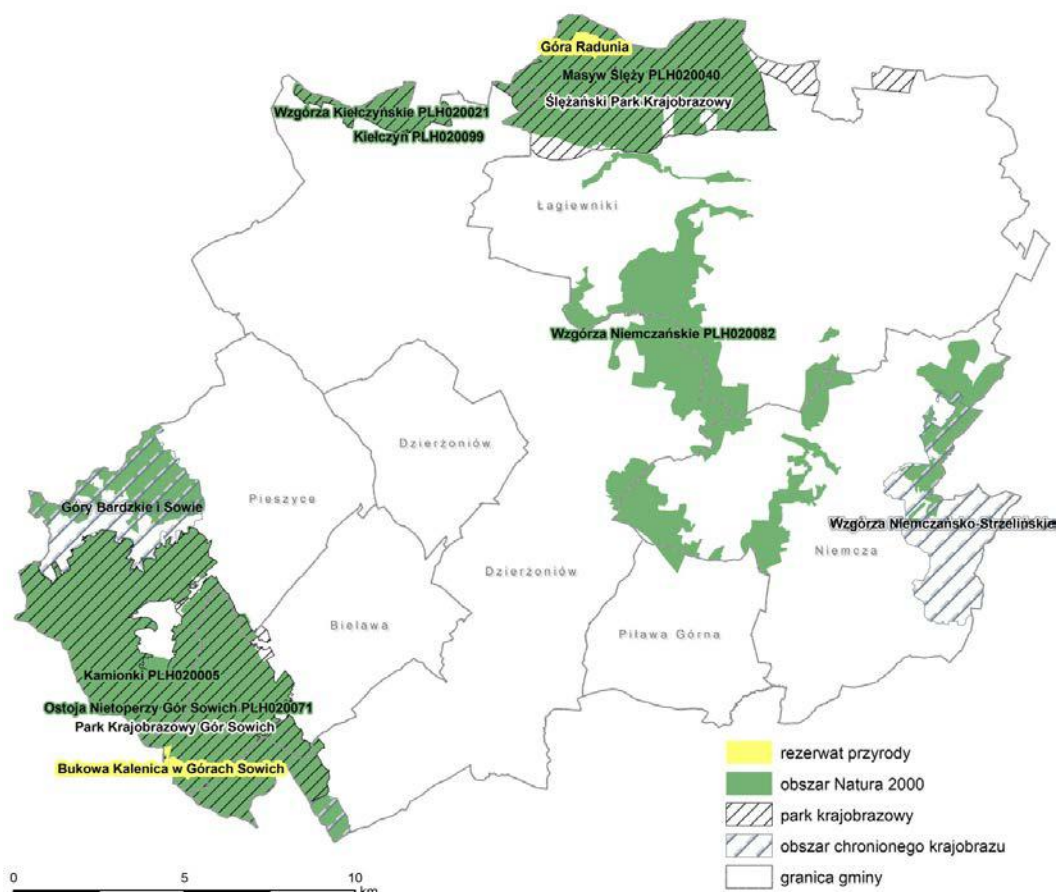 Góra Radunia
Masyw Ślęży PLH020040
Ślężański Park Krajobrazowy
Wzgórza Kiełczyńskie PLH020021
Kiełczyn PLH020099
Łagiewniki
Wzgórza Niemczańskie PLH020082
Dzierżoniów
Pieszyce
Góry Bardzkie i Sowie
Wzgórza Niemczańsko-Strzelińskie
Niemcza
Dzierżoniów
Bielawa
Piława Górna
Kamionki PLH020005
Ostoja Nietoperzy Gór Sowich PLH020071
Park Krajobrazowy Gór Sowich
Bukowa Kalenica w Górach Sowich
rezerwat przyrody
obszar Natura 2000
park krajobrazowy
obszar chronionego krajobrazu
granica gminy
0 5 10
km